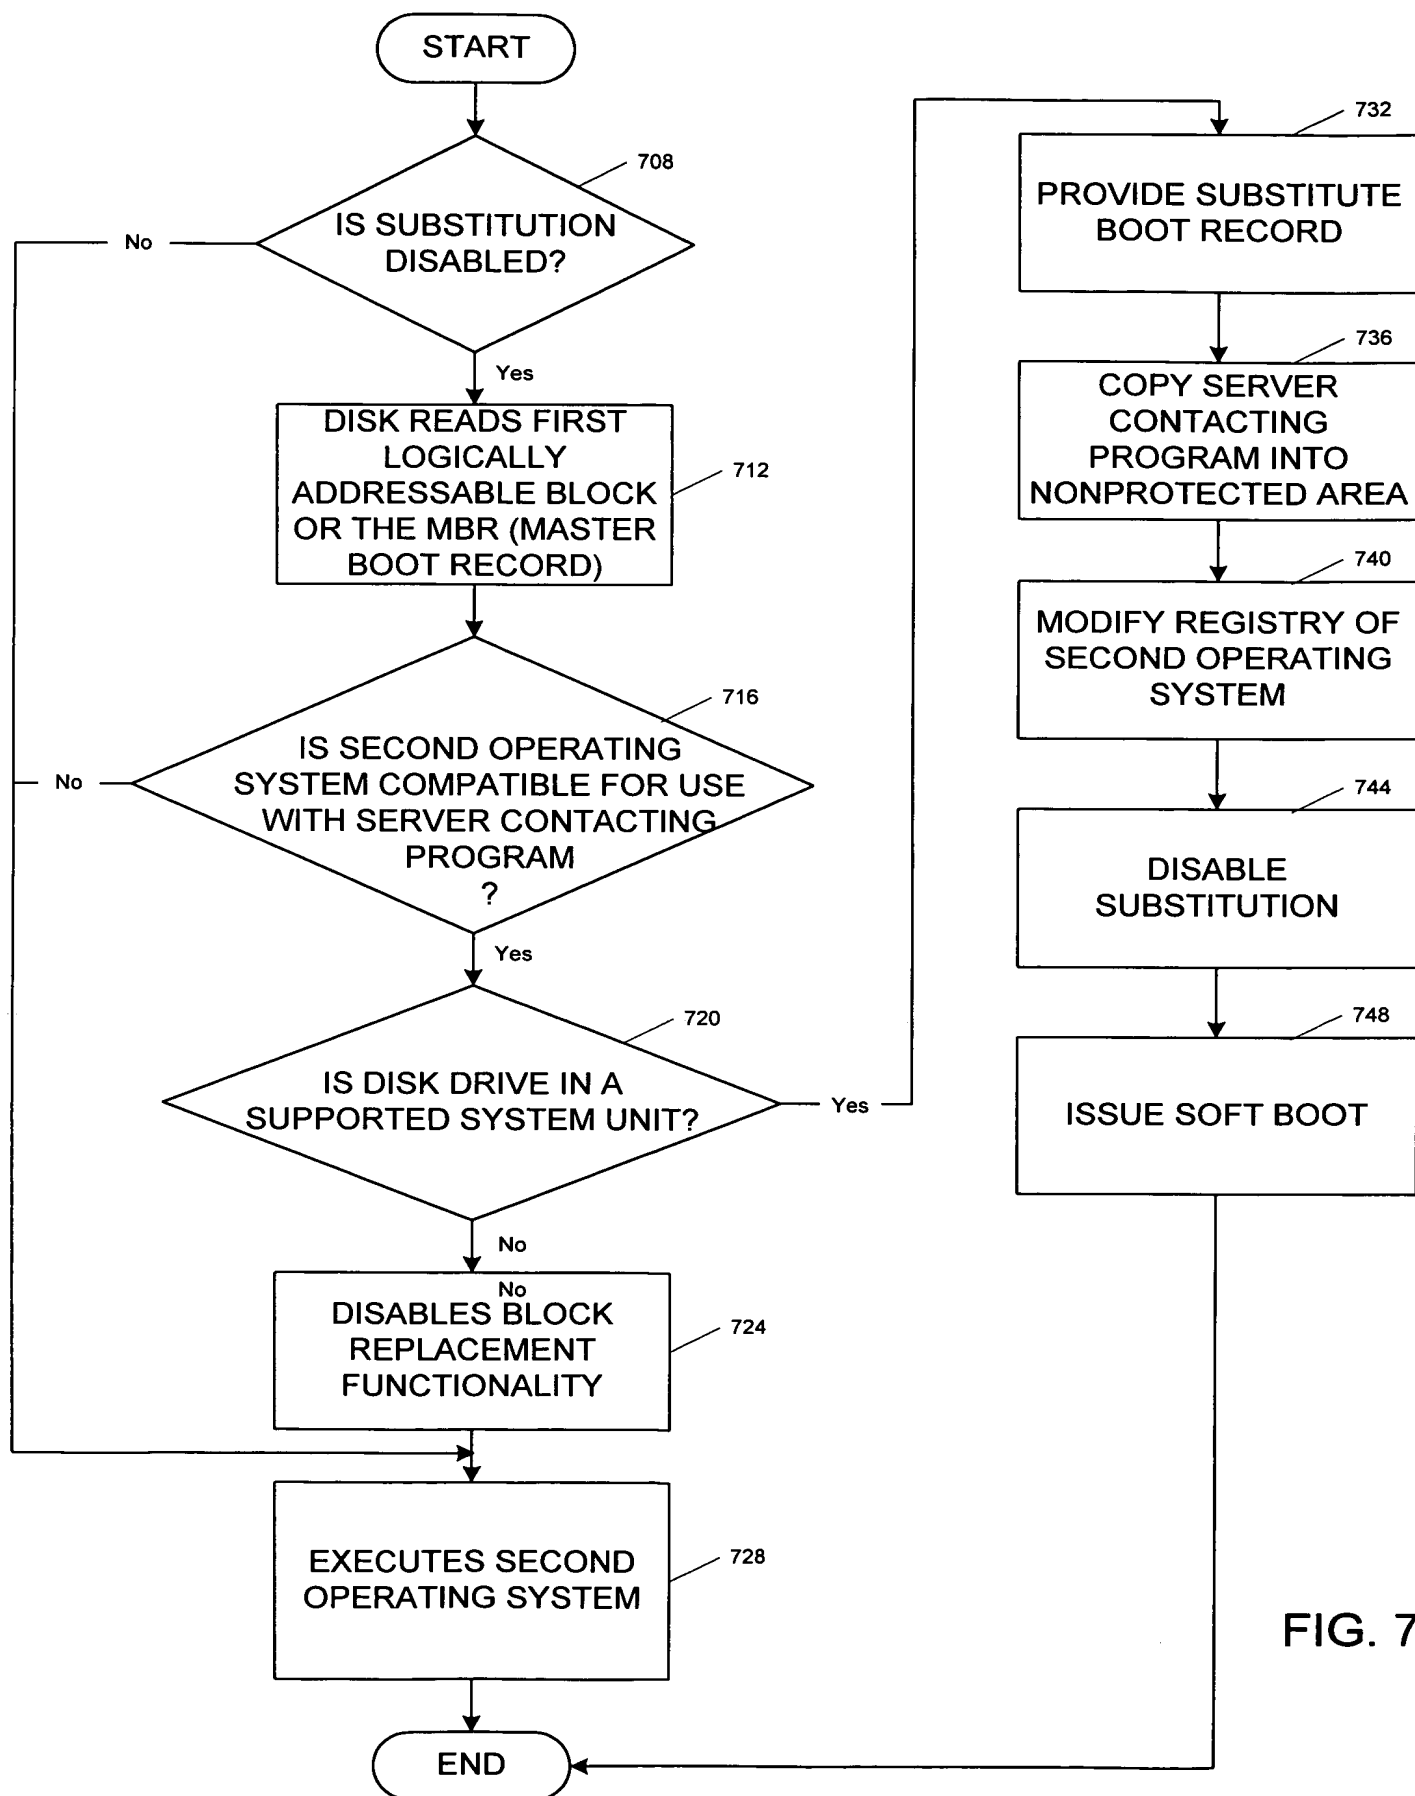 START
708
IS SUBSTITUTION
DISABLED?
No
Yes
DISK READS FIRST
LOGICALLY
ADDRESSABLE BLOCK
OR THE MBR (MASTER
BOOT RECORD)
712
716
IS SECOND OPERATING
SYSTEM COMPATIBLE FOR USE
WITH SERVER CONTACTING
PROGRAM
?
No
Yes
720
IS DISK DRIVE IN A
SUPPORTED SYSTEM UNIT?
Yes
No
No
DISABLES BLOCK
REPLACEMENT
FUNCTIONALITY
724
EXECUTES SECOND
OPERATING SYSTEM
728
END
732
PROVIDE SUBSTITUTE
BOOT RECORD
736
COPY SERVER
CONTACTING
PROGRAM INTO
NONPROTECTED AREA
740
MODIFY REGISTRY OF
SECOND OPERATING
SYSTEM
744
DISABLE
SUBSTITUTION
748
ISSUE SOFT BOOT
FIG. 7